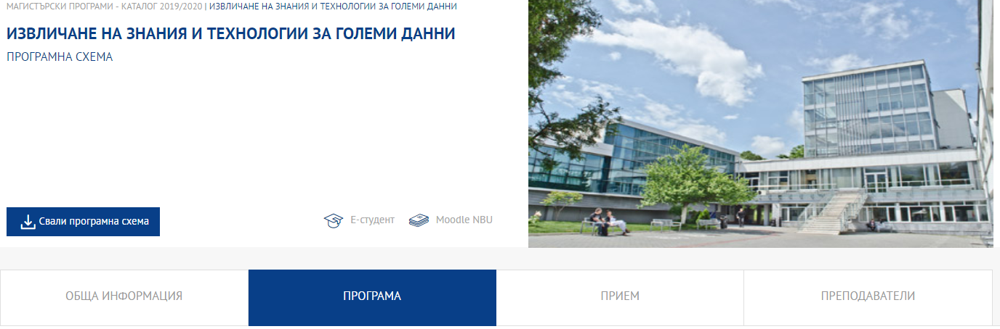 МАГИСТЪРСКИ ПРОГРАМИ - КАТАЛОГ 2019/2020 | ИЗВЛИЧАНЕ НА ЗНАНИЯ И ТЕХНОЛОГИИ ЗА ГОЛЕМИ ДАННИ
ИЗВЛИЧАНЕ НА ЗНАНИЯ И ТЕХНОЛОГИИ ЗА ГОЛЕМИ ДАННИ
ПРОГРАМНА СХЕМА
Свали програмна схема
Е-студент
Moodle NBU
ОБЩА ИНФОРМАЦИЯ
ПРОГРАМА
ПРИЕМ
ПРЕПОДАВАТЕЛИ